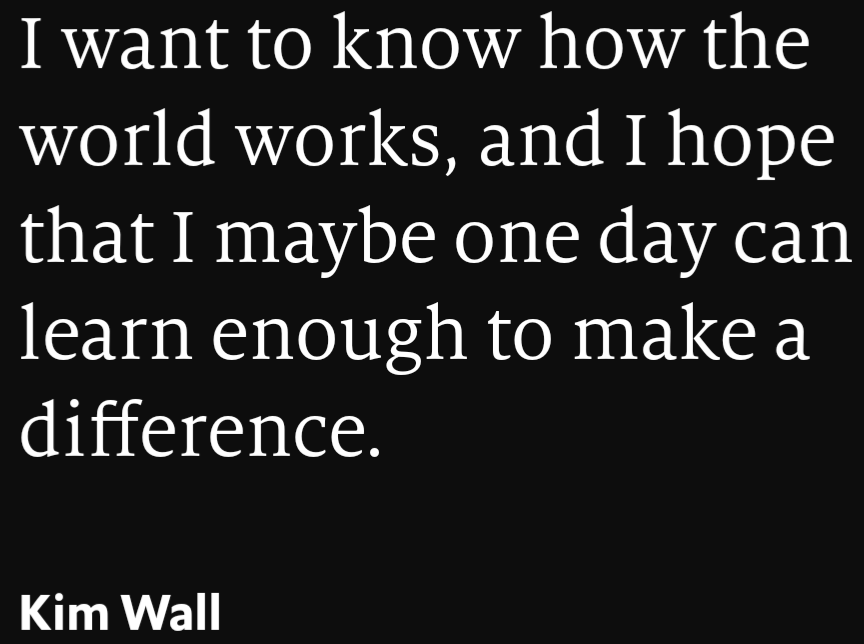 I want to know how the
world works, and I hope
that I maybe one day can
learn enough to make a
difference.
Kim Wall